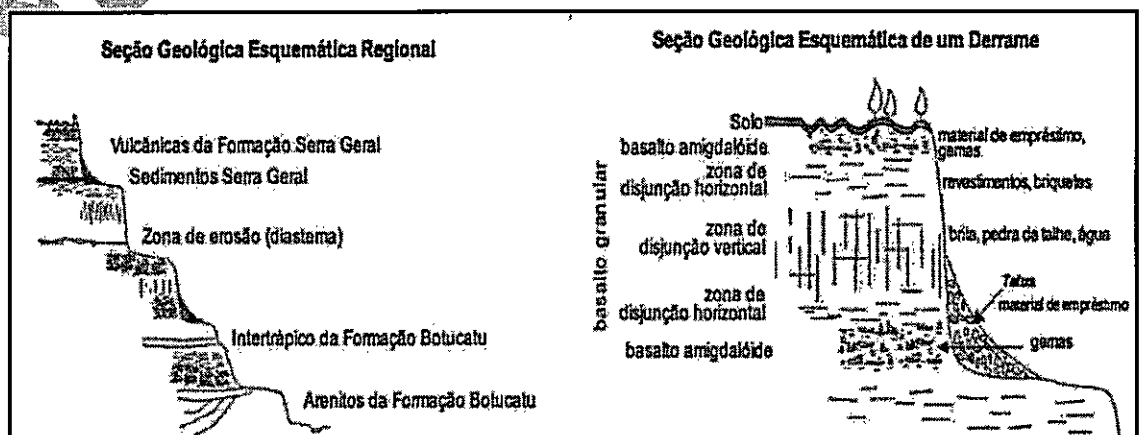 Seção Geológica Esquemática Regional
Vulcânicas da Formação Serra Geral
Sedimentos Serra Geral
Zona de erosão (diastema)
Intertrápico da Formação Botucatu
Arenitos da Formação Botucatu
Seção Geológica Esquemática de um Derrame
basalto granular
Solo
basalto amigdalóide
zona de
disjunção horizontal
zona de
disjunção vertical
zona de
disjunção horizontal
basalto amigdalóide
material de empréstimo,
gemas
revestimentos, briquetes
brita, pedra de talhe, água
Talus
material de empréstimo
gemas